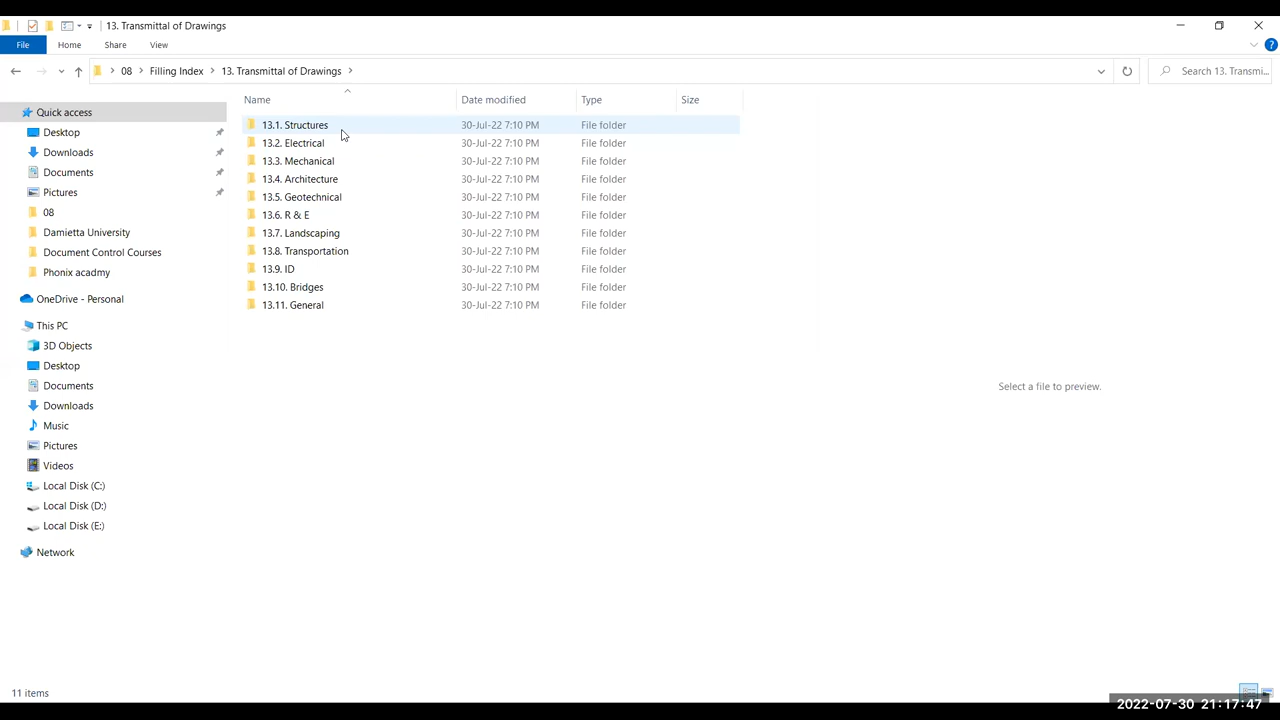 13. Transmittal of Drawings
File Home Share View
08 Filling Index 13. Transmittal of Drawings Search 13. Transmi...
Quick access
Desktop
Downloads
Documents
Pictures
08
Damietta University
Document Control Courses
Phonix acadmy
OneDrive - Personal
This PC
3D Objects
Desktop
Documents
Downloads
Music
Pictures
Videos
Local Disk (C:)
Local Disk (D:)
Local Disk (E:)
Network
Name Date modified Type Size
13.1. Structures 30-Jul-22 7:10 PM File folder
13.2. Electrical 30-Jul-22 7:10 PM File folder
13.3. Mechanical 30-Jul-22 7:10 PM File folder
13.4. Architecture 30-Jul-22 7:10 PM File folder
13.5. Geotechnical 30-Jul-22 7:10 PM File folder
13.6. R & E 30-Jul-22 7:10 PM File folder
13.7. Landscaping 30-Jul-22 7:10 PM File folder
13.8. Transportation 30-Jul-22 7:10 PM File folder
13.9. ID 30-Jul-22 7:10 PM File folder
13.10. Bridges 30-Jul-22 7:10 PM File folder
13.11. General 30-Jul-22 7:10 PM File folder
Select a file to preview.
11 items
2022-07-30 21:17:47